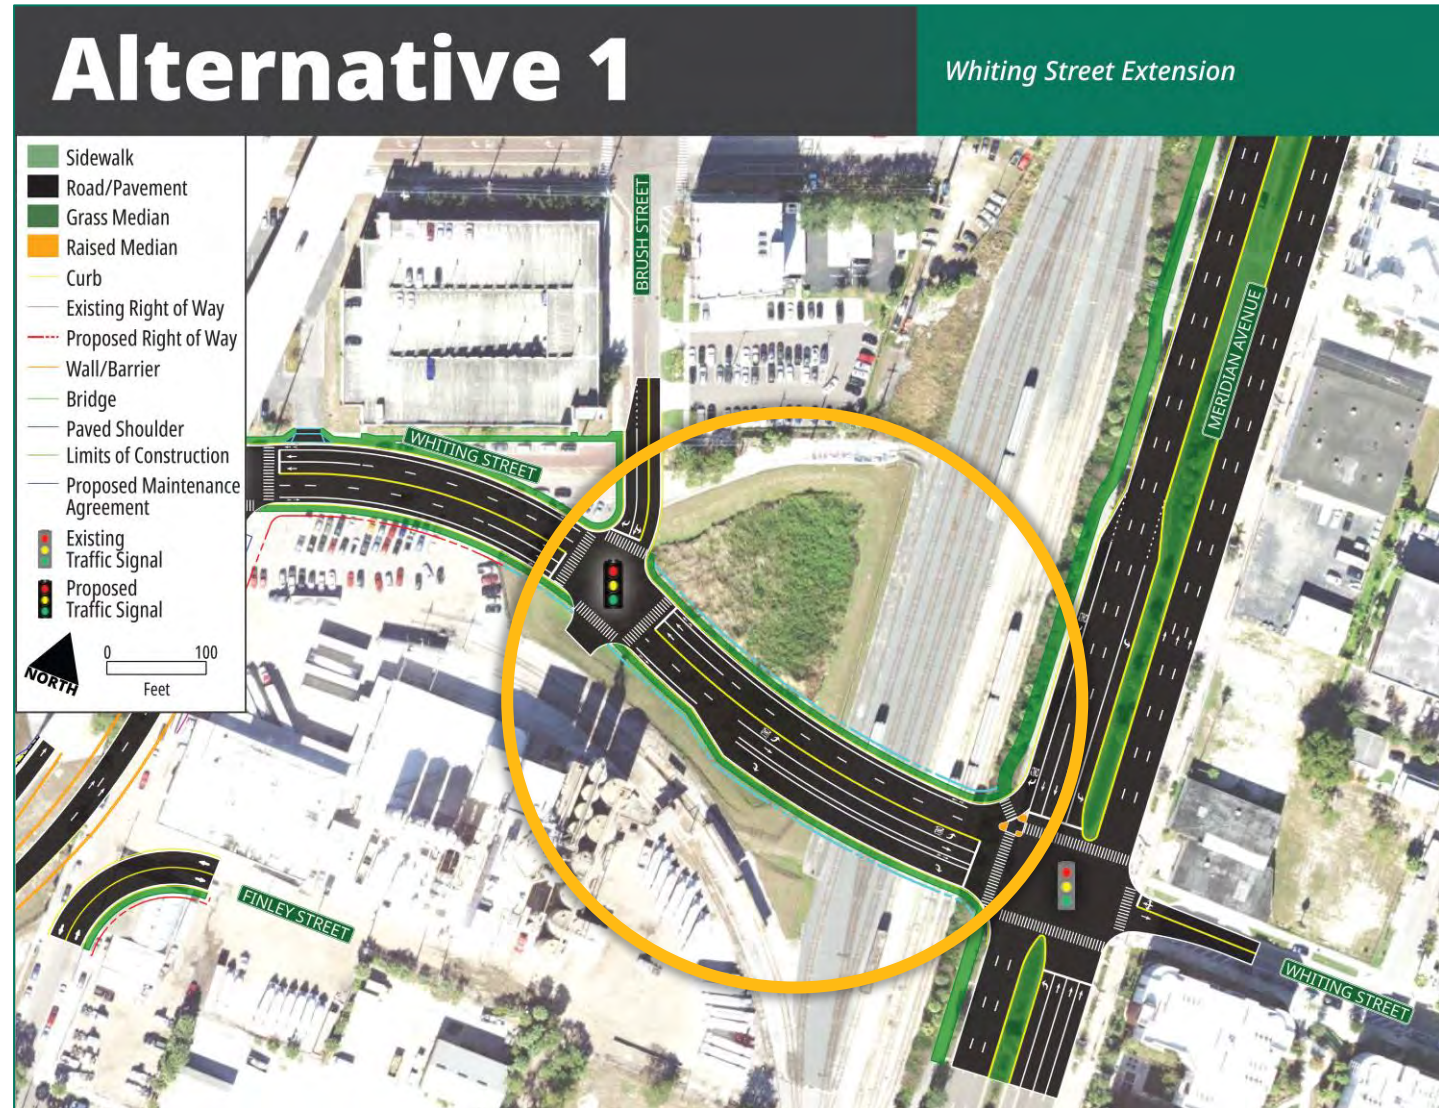 Alternative 1
Whiting Street Extension
Sidewalk
Road/Pavement
Grass Median
Raised Median
Curb
Existing Right of Way
Proposed Right of Way
Wall/Barrier
Bridge
Paved Shoulder
Limits of Construction
Proposed Maintenance
Agreement
Existing
Traffic Signal
Proposed
Traffic Signal
NORTH
0 100
Feet
BRUSH STREET
WHITING STREET
MERIDIAN AVENUE
FINLEY STREET
WHITING STREET